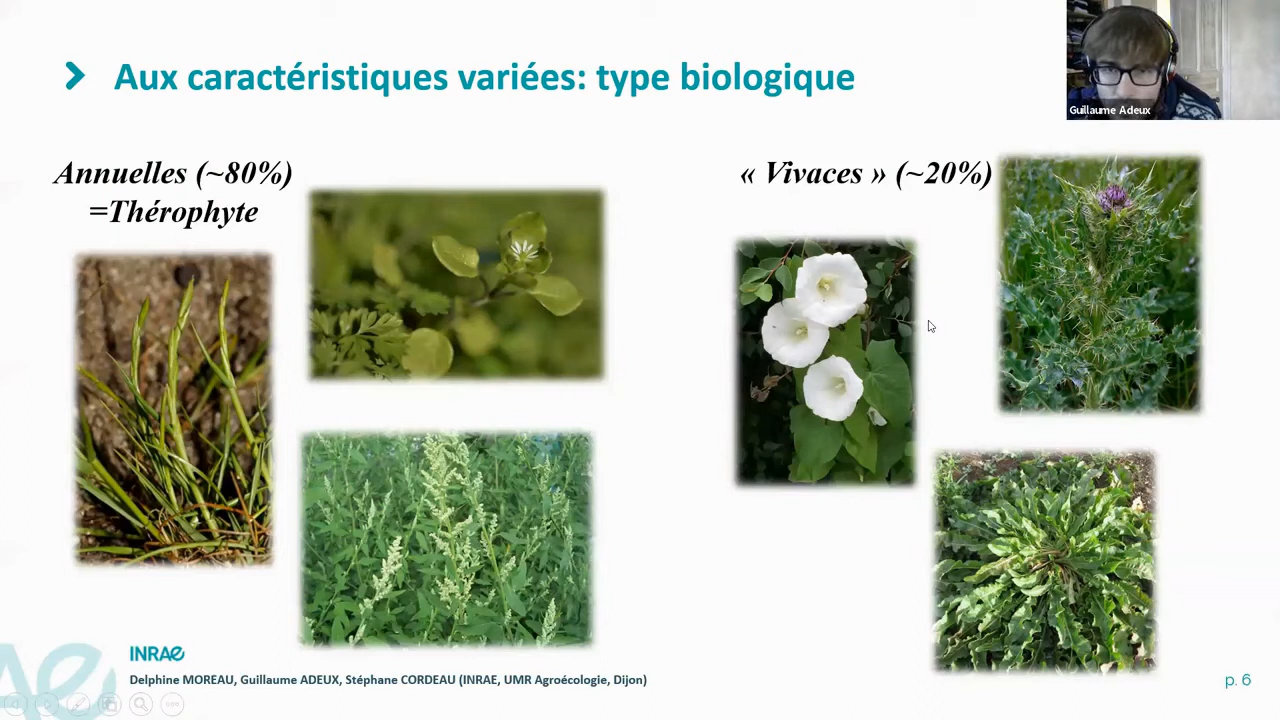 Aux caractéristiques variées: type biologique
Guillaume Adeux
Annuelles (~80%)
=Thérophyte
« Vivaces » (~20%)
INRAE
Delphine MOREAU, Guillaume ADEUX, Stéphane CORDEAU (INRAE, UMR Agroécologie, Dijon)
p. 6